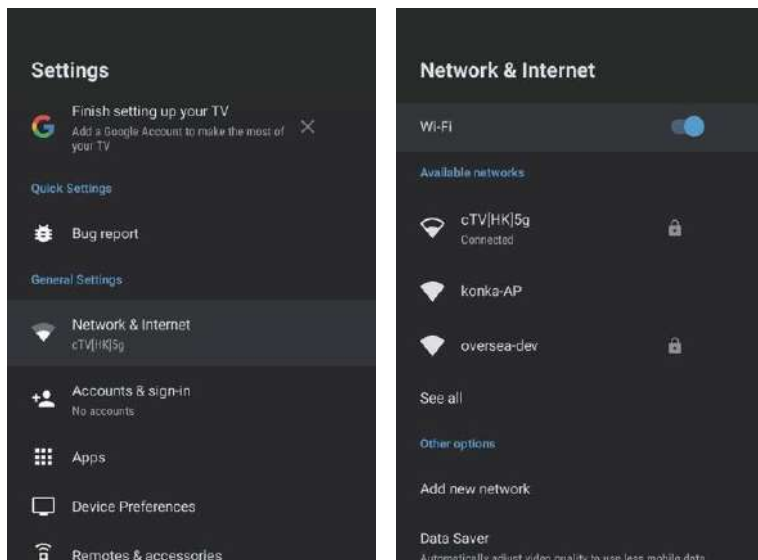 Settings
Finish setting up your TV
Add a Google Account to make the most of
your TV
Quick Settings
Bug report
General Settings
Network & Internet
cTV[HK]5g
Accounts & sign-in
No accounts
Apps
Device Preferences
Remotes & accessories
Network & Internet
Wi-Fi
Available networks
cTV[HK]5g
Connected
konka-AP
oversea-dev
See all
Other options
Add new network
Data Saver
Automatically adjust video quality to use less mobile data